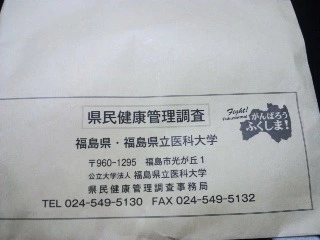 県民健康管理調査
Fight!
がんばろう
ふくしま!
福島県・福島県立医科大学
〒960-1295 福島市光が丘1
公立大学法人 福島県立医科大学
県民健康管理調査事務局
TEL 024-549-5130 FAX 024-549-5132